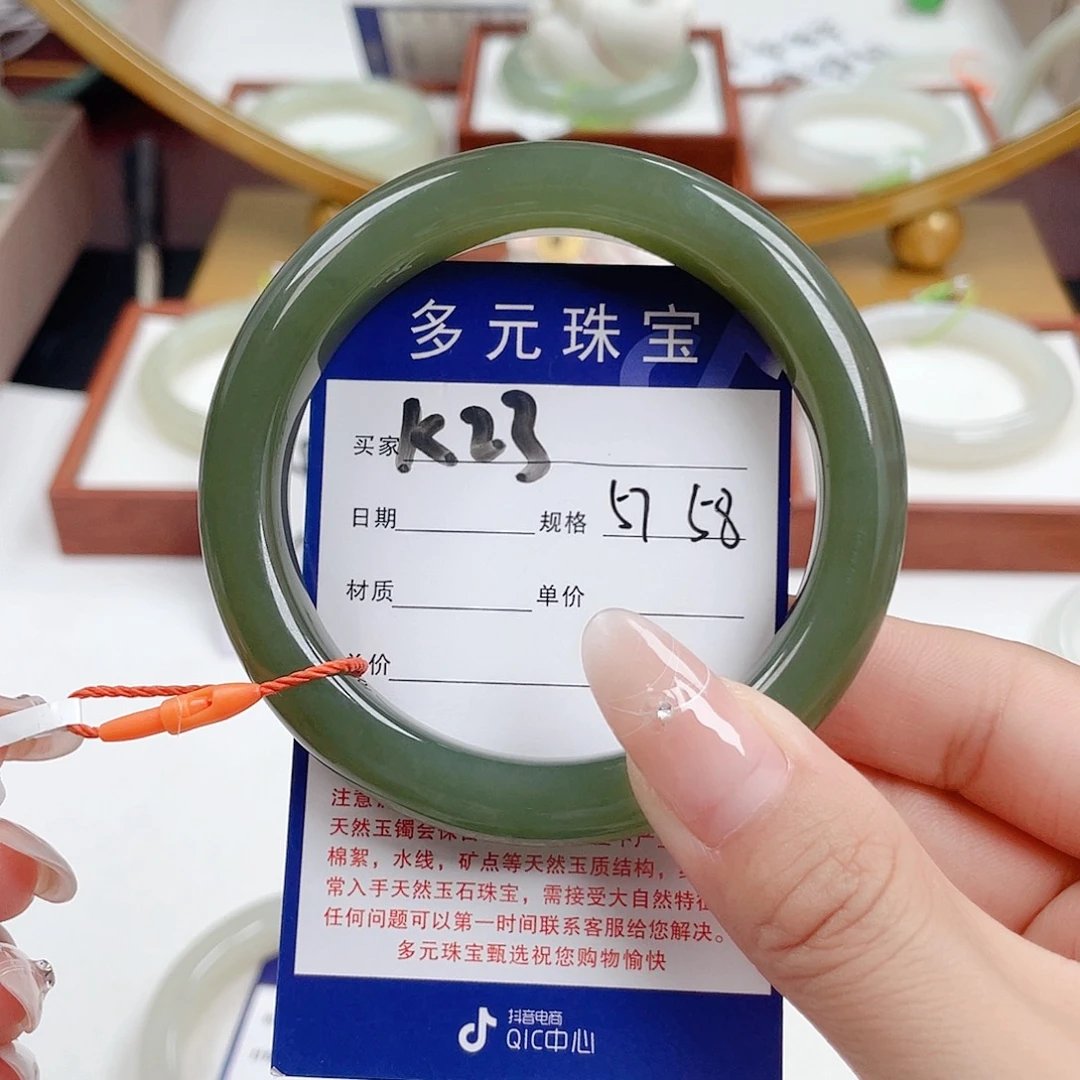 多元珠宝
买家 K23
日期 规格 57 58
材质 单价
价
注意
天然玉镯会
棉絮，水线，矿点等天然玉质结构，
常入手天然玉石珠宝，需接受大自然特征
任何问题可以第一时间联系客服给您解决。
多元珠宝甄选祝您购物愉快
抖音电商
QIC中心